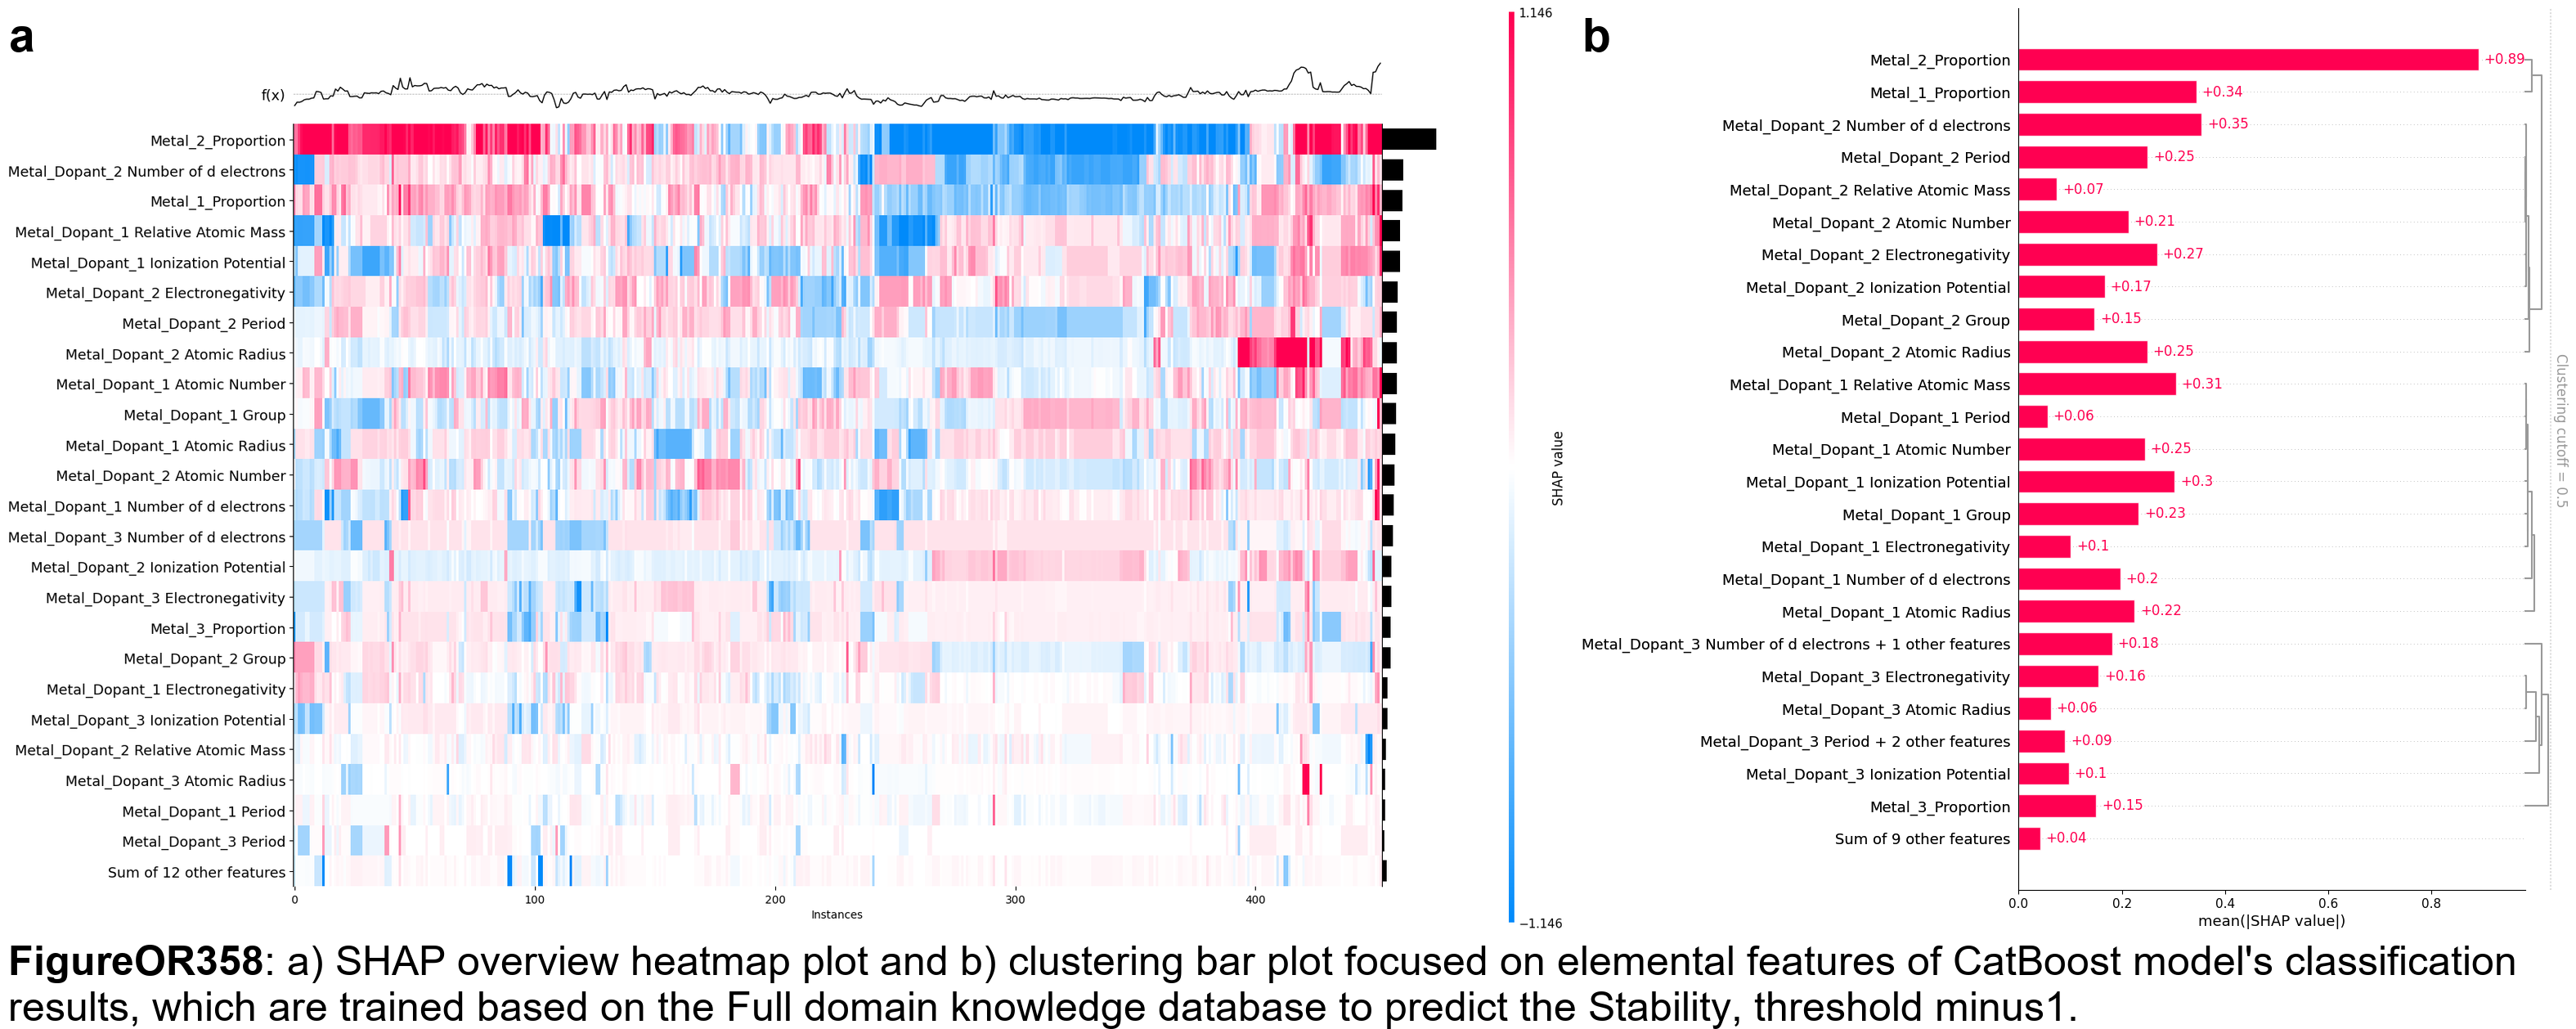 a
f(x)
Metal_2_Proportion
Metal_Dopant_2 Number of d electrons
Metal_1_Proportion
Metal_Dopant_1 Relative Atomic Mass
Metal_Dopant_1 Ionization Potential
Metal_Dopant_2 Electronegativity
Metal_Dopant_2 Period
Metal_Dopant_2 Atomic Radius
Metal_Dopant_1 Atomic Number
Metal_Dopant_1 Group
Metal_Dopant_1 Atomic Radius
Metal_Dopant_2 Atomic Number
Metal_Dopant_1 Number of d electrons
Metal_Dopant_3 Number of d electrons
Metal_Dopant_2 Ionization Potential
Metal_Dopant_3 Electronegativity
Metal_3_Proportion
Metal_Dopant_2 Group
Metal_Dopant_1 Electronegativity
Metal_Dopant_3 Ionization Potential
Metal_Dopant_2 Relative Atomic Mass
Metal_Dopant_3 Atomic Radius
Metal_Dopant_1 Period
Metal_Dopant_3 Period
Sum of 12 other features
0 100 200 300 400
Instances
1.146
SHAP value
−1.146
b
Metal_2_Proportion +0.89
Metal_1_Proportion +0.34
Metal_Dopant_2 Number of d electrons +0.35
Metal_Dopant_2 Period +0.25
Metal_Dopant_2 Relative Atomic Mass +0.07
Metal_Dopant_2 Atomic Number +0.21
Metal_Dopant_2 Electronegativity +0.27
Metal_Dopant_2 Ionization Potential +0.17
Metal_Dopant_2 Group +0.15
Metal_Dopant_2 Atomic Radius +0.25
Metal_Dopant_1 Relative Atomic Mass +0.31
Metal_Dopant_1 Period +0.06
Metal_Dopant_1 Atomic Number +0.25
Metal_Dopant_1 Ionization Potential +0.3
Metal_Dopant_1 Group +0.23
Metal_Dopant_1 Electronegativity +0.1
Metal_Dopant_1 Number of d electrons +0.2
Metal_Dopant_1 Atomic Radius +0.22
Metal_Dopant_3 Number of d electrons + 1 other features +0.18
Metal_Dopant_3 Electronegativity +0.16
Metal_Dopant_3 Atomic Radius +0.06
Metal_Dopant_3 Period + 2 other features +0.09
Metal_Dopant_3 Ionization Potential +0.1
Metal_3_Proportion +0.15
Sum of 9 other features +0.04
0.0 0.2 0.4 0.6 0.8
mean(|SHAP value|)
Clustering cutoff = 0.5
FigureOR358: a) SHAP overview heatmap plot and b) clustering bar plot focused on elemental features of CatBoost model's classification
results, which are trained based on the Full domain knowledge database to predict the Stability, threshold minus1.